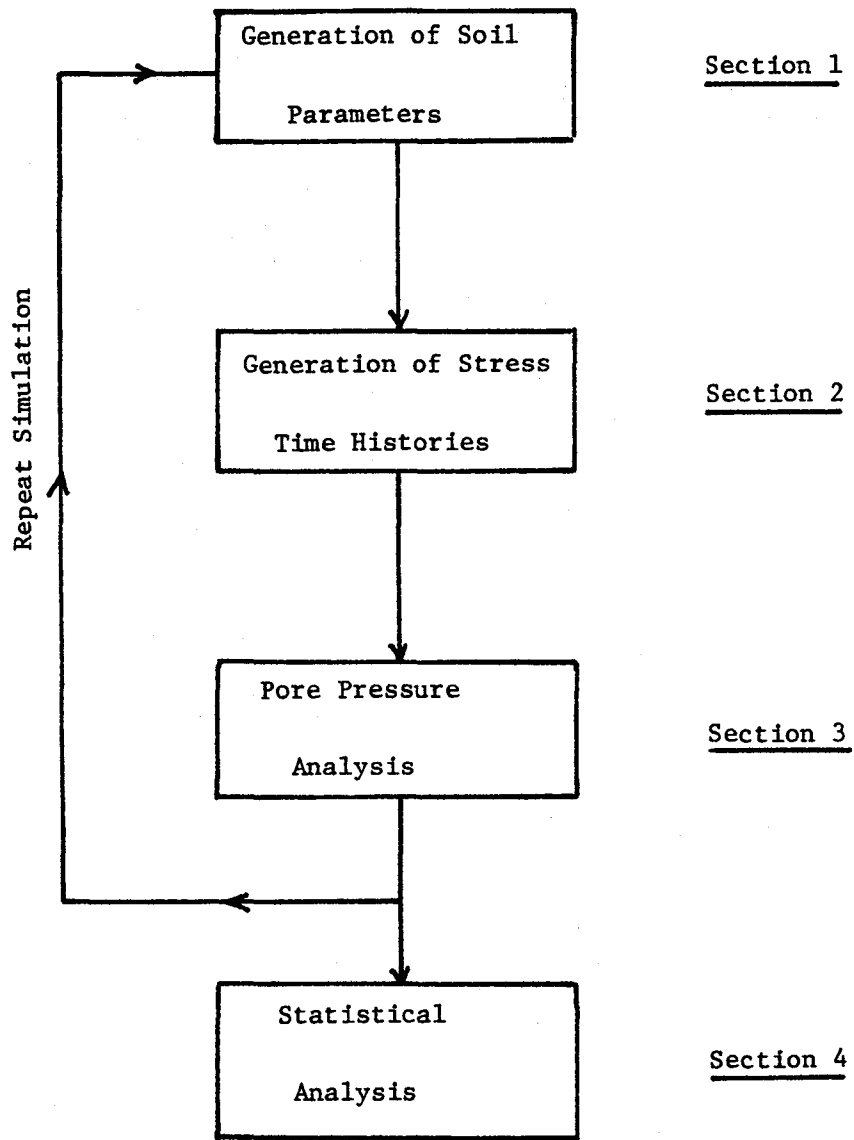 Generation of Soil
Parameters
Section 1
Generation of Stress
Time Histories
Section 2
Repeat Simulation
Pore Pressure
Analysis
Section 3
Statistical
Analysis
Section 4